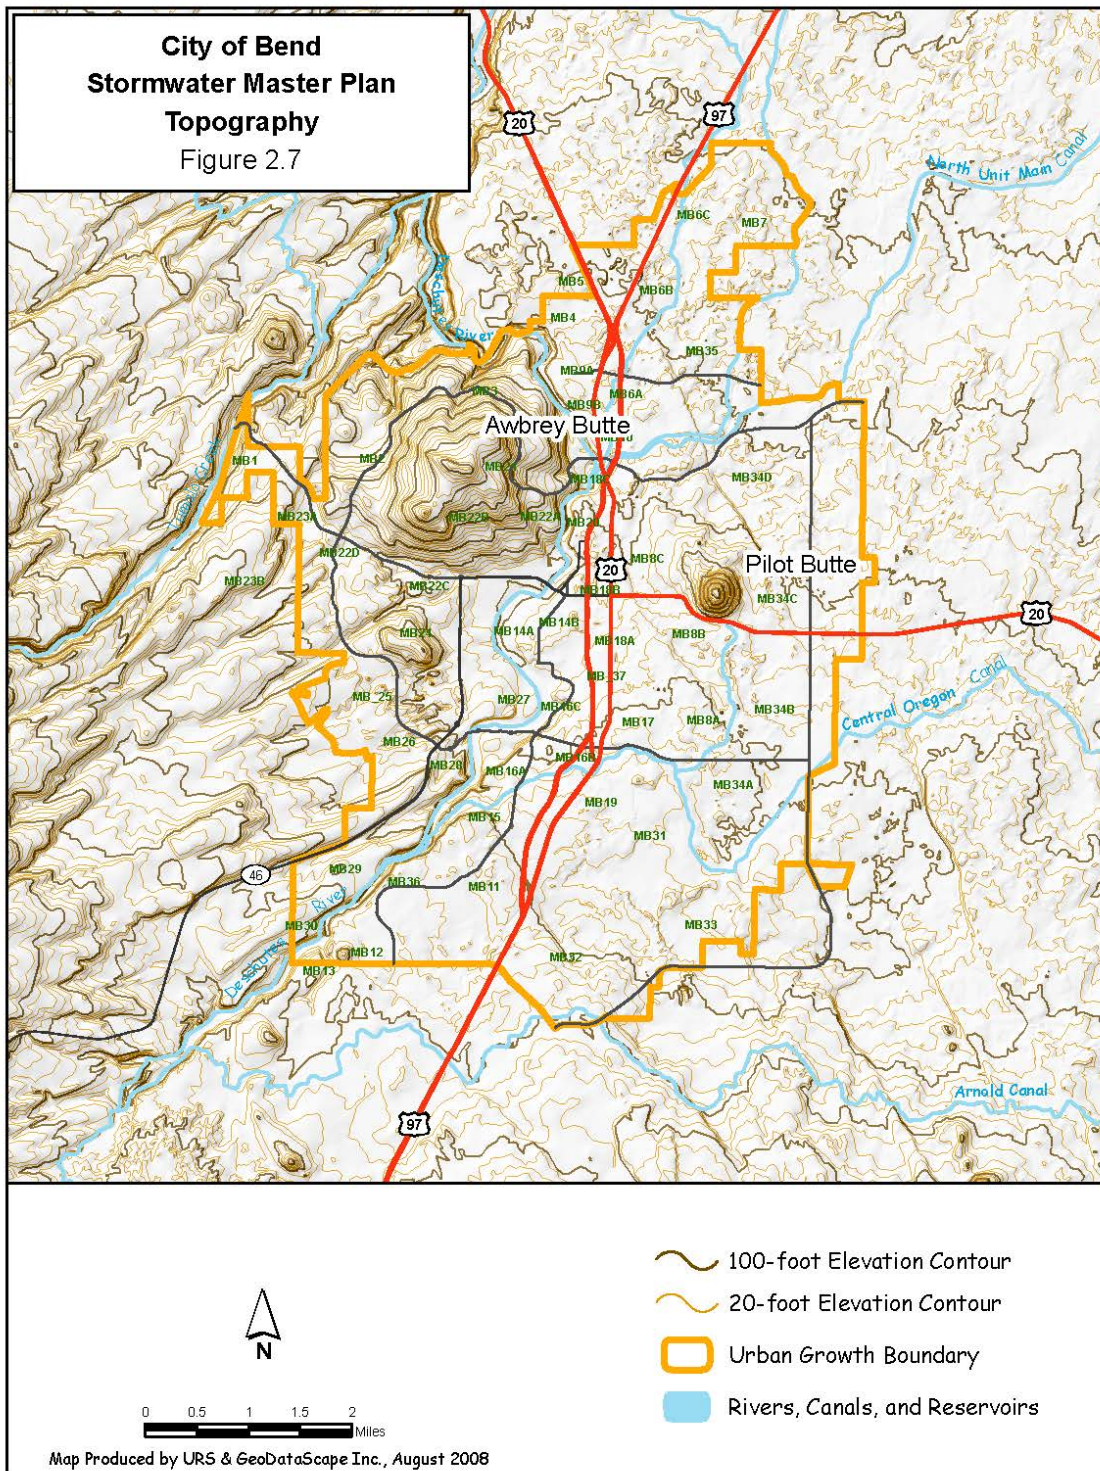 City of Bend
Stormwater Master Plan
Topography
Figure 2.7
20
97
North Unit Main Canal
MB6C
MB7
Deschutes River
MB5
MB6B
MB4
MB35
MB9A
MB3
MB6A
MB9B
Awbrey Butte
MB1
MB2
MB34D
MB23A
MB22B
MB22A
MB22D
MB8C
Pilot Butte
20
MB23B
MB22C
MB18B
MB34C
20
MB14B
MB14A
MB21
MB8B
MB18A
MB_37
Central Oregon Canal
MB_25
MB27
MB16C
MB34B
MB17
MB8A
MB26
MB16B
MB28
MB16A
MB34A
MB19
MB15
MB31
46
MB29
MB36
MB11
Deschutes River
MB30
MB33
MB12
MB32
MB13
Arnold Canal
97
100-foot Elevation Contour
20-foot Elevation Contour
Urban Growth Boundary
Rivers, Canals, and Reservoirs
N
0 0.5 1 1.5 2
Miles
Map Produced by URS & GeoDataScape Inc., August 2008